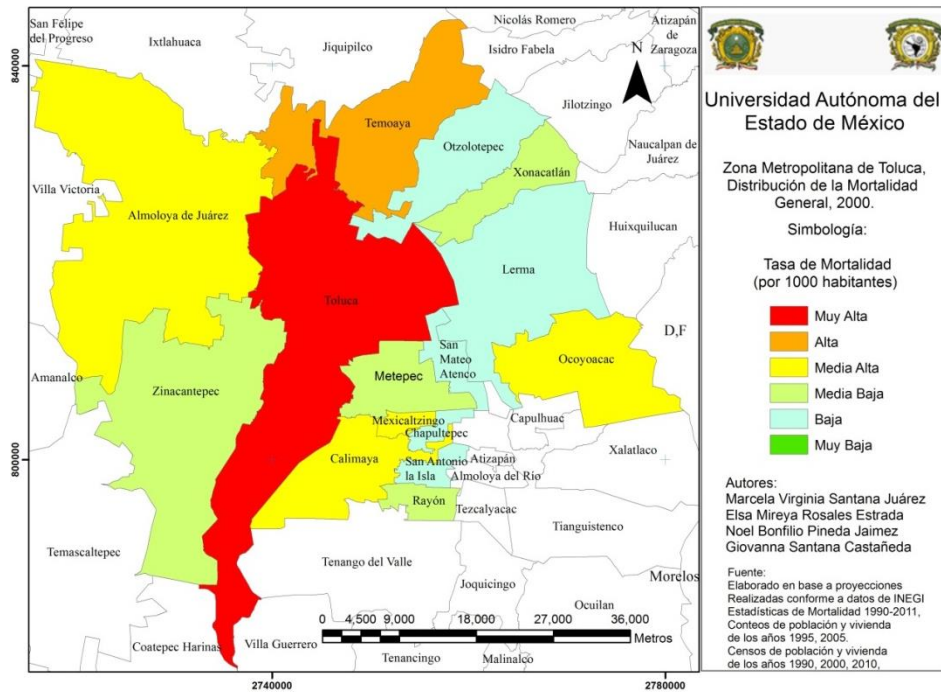 San Felipe
del Progreso
Ixtlahuaca
Jiquipilco
Nicolás Romero
Isidro Fabela
Atizapán
de
Zaragoza
840000
N
Temoaya
Jilotzingo
Otzolotepec
Naucalpan de
Juárez
Xonacatlán
Villa Victoria
Almoloya de Juárez
Huixquilucan
Lerma
Toluca
D,F
San
Mateo
Atenco
Ocoyoacac
Amanalco
Zinacantepec
Metepec
Mexicaltzingo
Capulhuac
Chapultepec
Xalatlaco
800000
Calimaya
San Antonio
la Isla
Atizapán
Almoloya del Río
Rayón
Tezcalyacac
Tianguistenco
Temascaltepec
Tenango del Valle
Joquicingo
Morelos
Ocuilan
0 4,500 9,000 18,000 27,000 36,000
Metros
Coatepec Harinas
Villa Guerrero
Tenancingo
Malinalco
2740000
2780000
Universidad Autónoma del
Estado de México
Zona Metropolitana de Toluca,
Distribución de la Mortalidad
General, 2000.
Simbología:
Tasa de Mortalidad
(por 1000 habitantes)
Muy Alta
Alta
Media Alta
Media Baja
Baja
Muy Baja
Autores:
Marcela Virginia Santana Juárez
Elsa Mireya Rosales Estrada
Noel Bonfilio Pineda Jaimez
Giovanna Santana Castañeda
Fuente:
Elaborado en base a proyecciones
Realizadas conforme a datos de INEGI
Estadísticas de Mortalidad 1990-2011,
Conteos de población y vivienda
de los años 1995, 2005.
Censos de población y vivienda
de los años 1990, 2000, 2010,